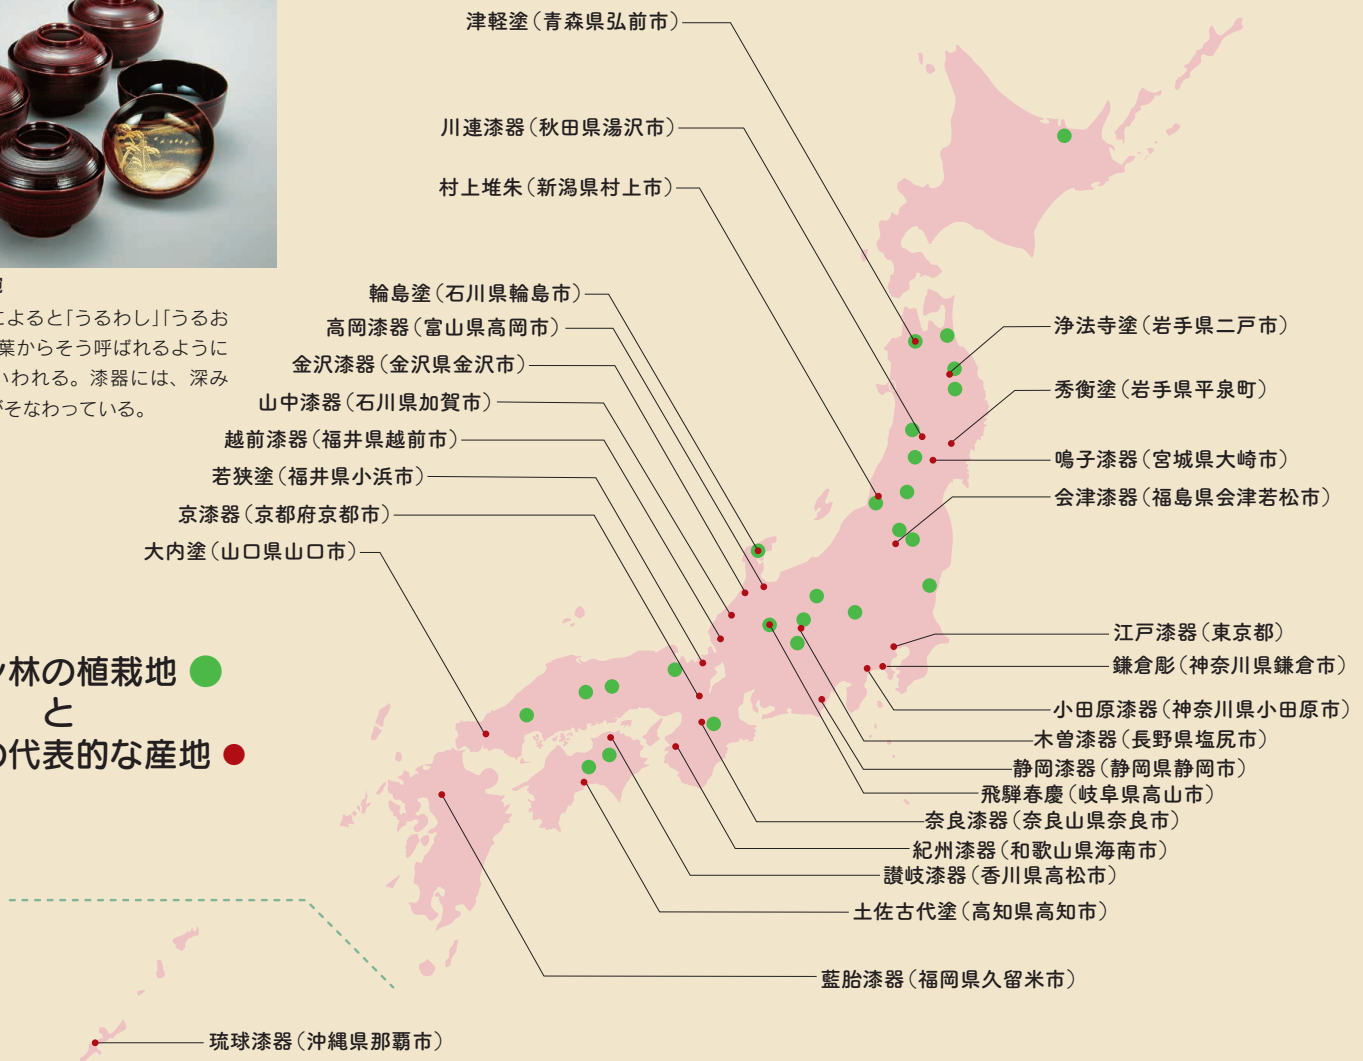 によると「うるわし」「うるお
葉からそう呼ばれるように
いわれる。漆器には、深み
がそなわっている。
林の植栽地
と
の代表的な産地
津軽塗（青森県弘前市）
川連漆器（秋田県湯沢市）
村上堆朱（新潟県村上市）
輪島塗（石川県輪島市）
高岡漆器（富山県高岡市）
金沢漆器（金沢県金沢市）
山中漆器（石川県加賀市）
越前漆器（福井県越前市）
若狭塗（福井県小浜市）
京漆器（京都府京都市）
大内塗（山口県山口市）
浄法寺塗（岩手県二戸市）
秀衡塗（岩手県平泉町）
鳴子漆器（宮城県大崎市）
会津漆器（福島県会津若松市）
江戸漆器（東京都）
鎌倉彫（神奈川県鎌倉市）
小田原漆器（神奈川県小田原市）
木曽漆器（長野県塩尻市）
静岡漆器（静岡県静岡市）
飛騨春慶（岐阜県高山市）
奈良漆器（奈良山県奈良市）
紀州漆器（和歌山県海南市）
讃岐漆器（香川県高松市）
土佐古代塗（高知県高知市）
藍胎漆器（福岡県久留米市）
琉球漆器（沖縄県那覇市）